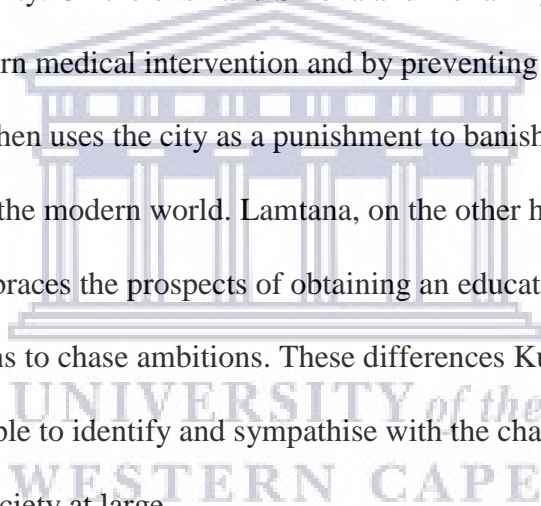 rn medical intervention and by preventing
hen uses the city as a punishment to banish
the modern world. Lamtana, on the other h
braces the prospects of obtaining an educat
ns to chase ambitions. These differences Ku
UNIVERSITY of the
ble to identify and sympathise with the cha
WESTERN CAPE
ciety at large